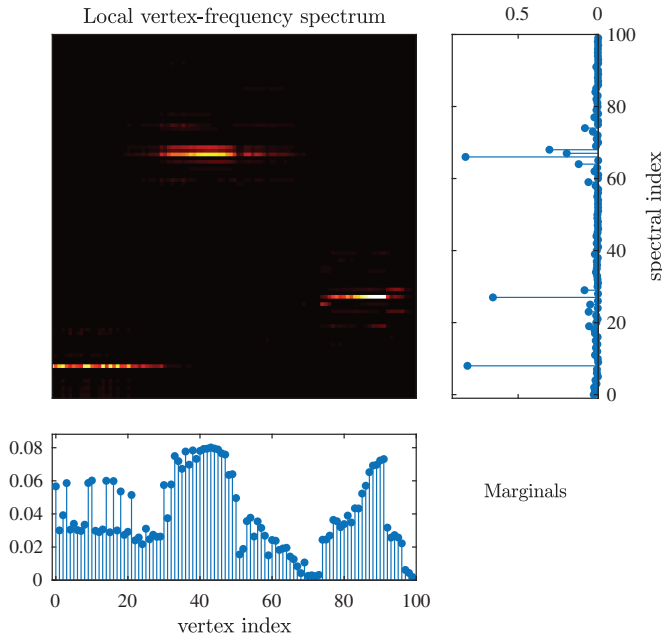 Local vertex-frequency spectrum
0.5 0
100
80
60
40
20
0
spectral index
0.08
0.06
0.04
0.02
0
0 20 40 60 80 100
vertex index
Marginals